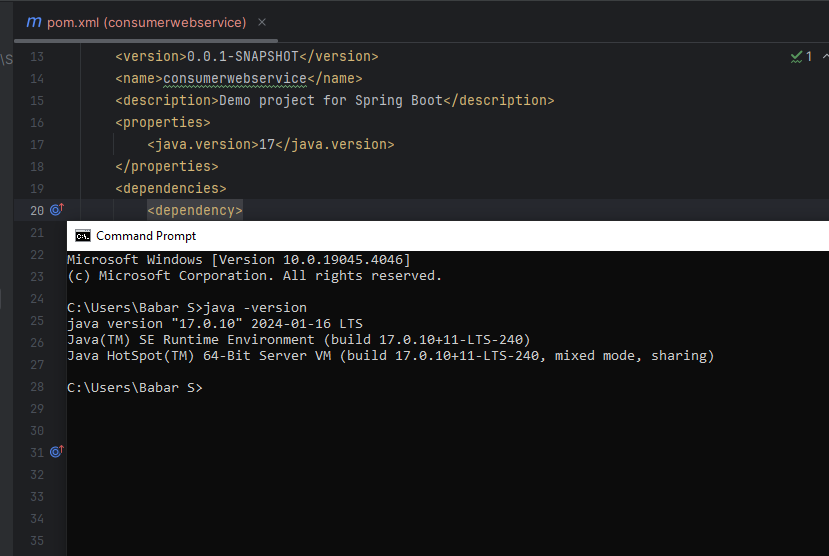 m pom.xml (consumerwebservice) ×
\S
13 <version>0.0.1-SNAPSHOT</version>
1
14 <name>consumerwebservice</name>
15 <description>Demo project for Spring Boot</description>
16 <properties>
17 <java.version>17</java.version>
18 </properties>
19 <dependencies>
20 <dependency>
21
22
23
24
25
26
27
28
29
30
31
32
33
34
35
Command Prompt
Microsoft Windows [Version 10.0.19045.4046]
(c) Microsoft Corporation. All rights reserved.
C:\Users\Babar S>java -version
java version "17.0.10" 2024-01-16 LTS
Java(TM) SE Runtime Environment (build 17.0.10+11-LTS-240)
Java HotSpot(TM) 64-Bit Server VM (build 17.0.10+11-LTS-240, mixed mode, sharing)
C:\Users\Babar S>